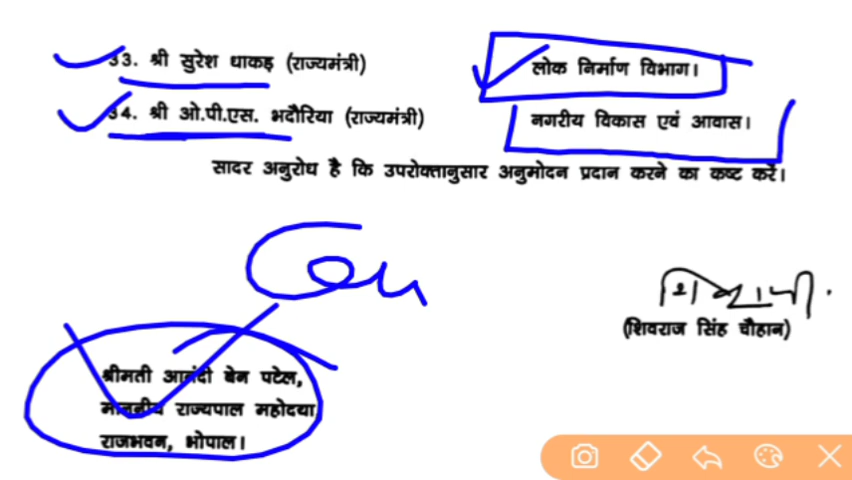 33. श्री सुरेश धाकड़ (राज्यमंत्री) लोक निर्माण विभाग।
34. श्री ओ.पी.एस. भदौरिया (राज्यमंत्री) नगरीय विकास एवं आवास।
सादर अनुरोध है कि उपरोक्तानुसार अनुमोदन प्रदान करने का कष्ट करें।
(शिवराज सिंह चौहान)
श्रीमती आनंदी बेन पटेल,
माननीय राज्यपाल महोदया
राजभवन, भोपाल।